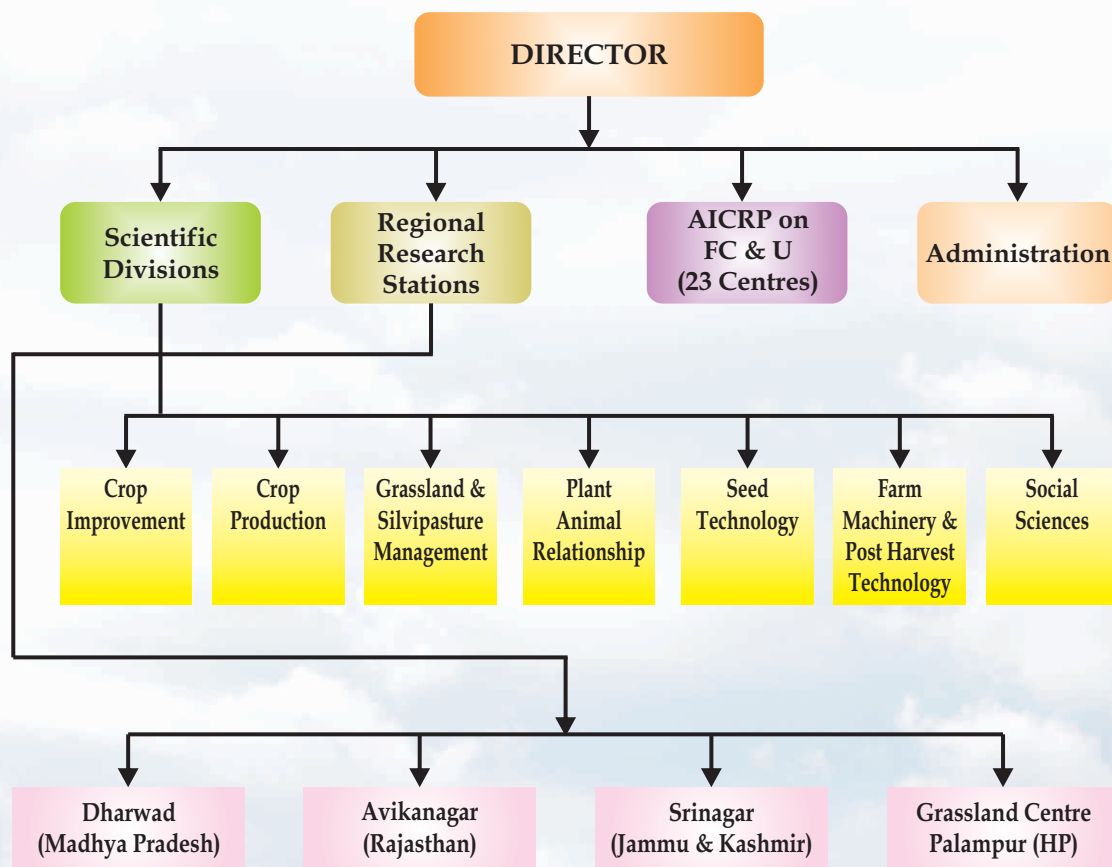 DIRECTOR
Scientific
Divisions
Regional
Research
Stations
AICRP on
FC & U
(23 Centres)
Administration
Crop
Improvement
Crop
Production
Grassland &
Silvipasture
Management
Plant
Animal
Relationship
Seed
Technology
Farm
Machinery &
Post Harvest
Technology
Social
Sciences
Dharwad
(Madhya Pradesh)
Avikanagar
(Rajasthan)
Srinagar
(Jammu & Kashmir)
Grassland Centre
Palampur (HP)